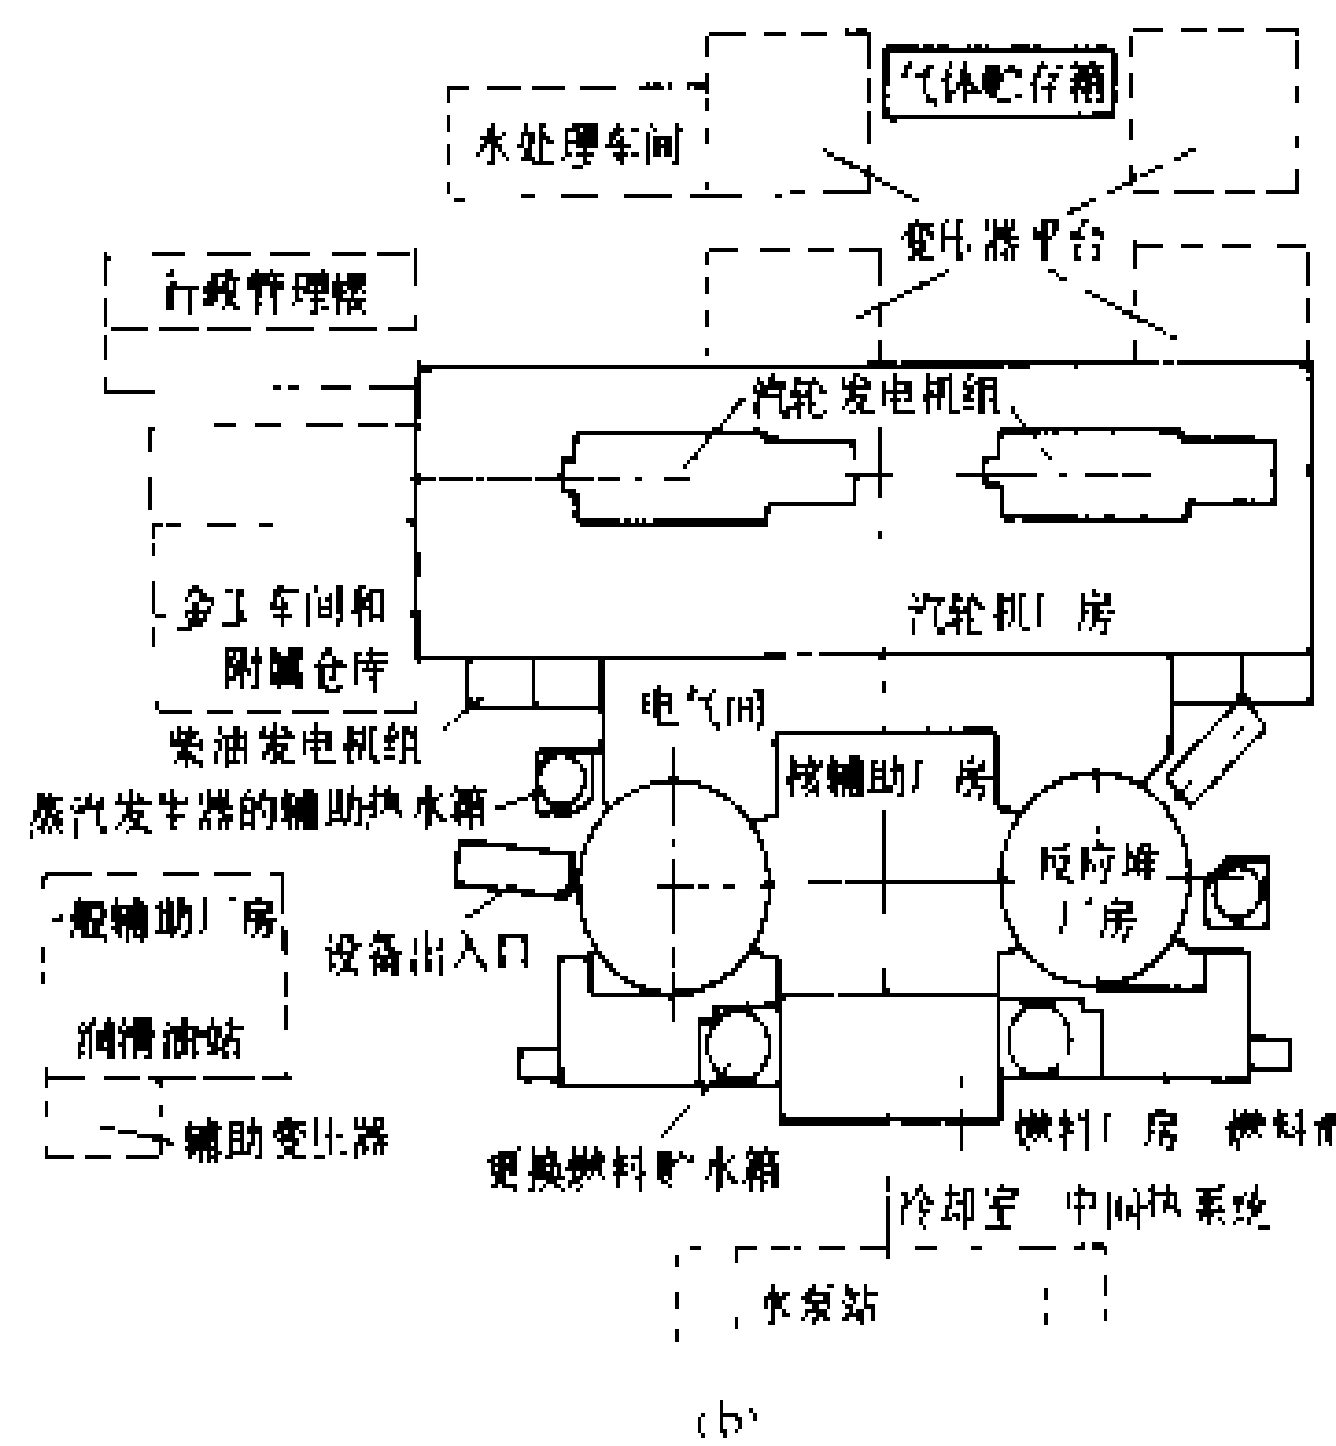 气体贮存箱
水处理车间
变压器平台
行政管理楼
汽轮发电机组
汽轮机厂房
金工车间和
附属仓库
电气间
柴油发电机组
核辅助厂房
蒸汽发生器的辅助热水箱
反应堆
厂房
一般辅助厂房
设备出入口
润滑油站
辅助变压器
燃料厂房
燃料
更换燃料贮水箱
冷却室
中间热系统
水泵站
(b)